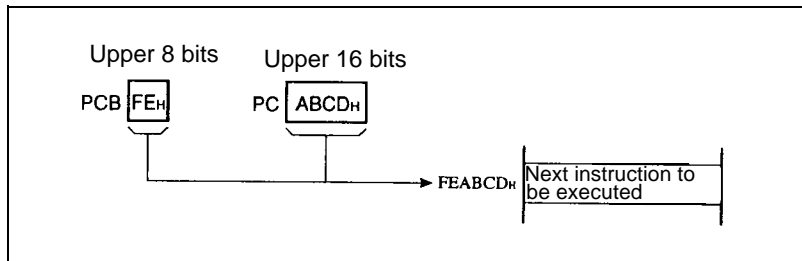 Upper 8 bits
Upper 16 bits
PCB FEH
PC ABCDH
FEABCDH
Next instruction to
be executed